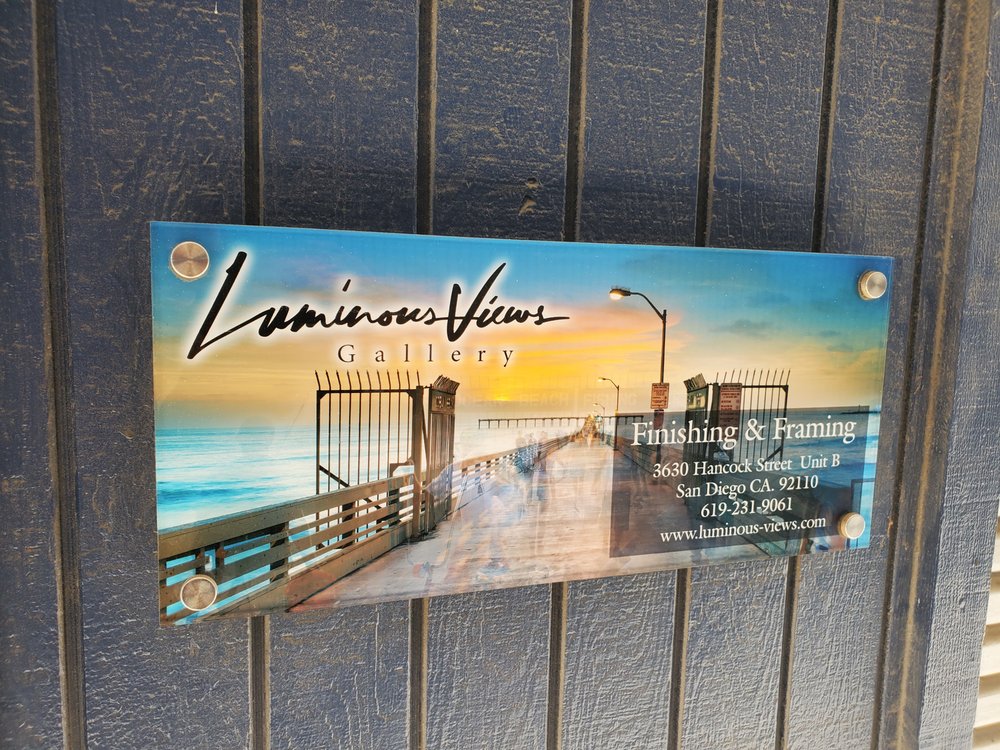 Luminous Views
Gallery
Finishing & Framing
3630 Hancock Street Unit B
San Diego CA. 92110
619-231-9061
www.luminous-views.com